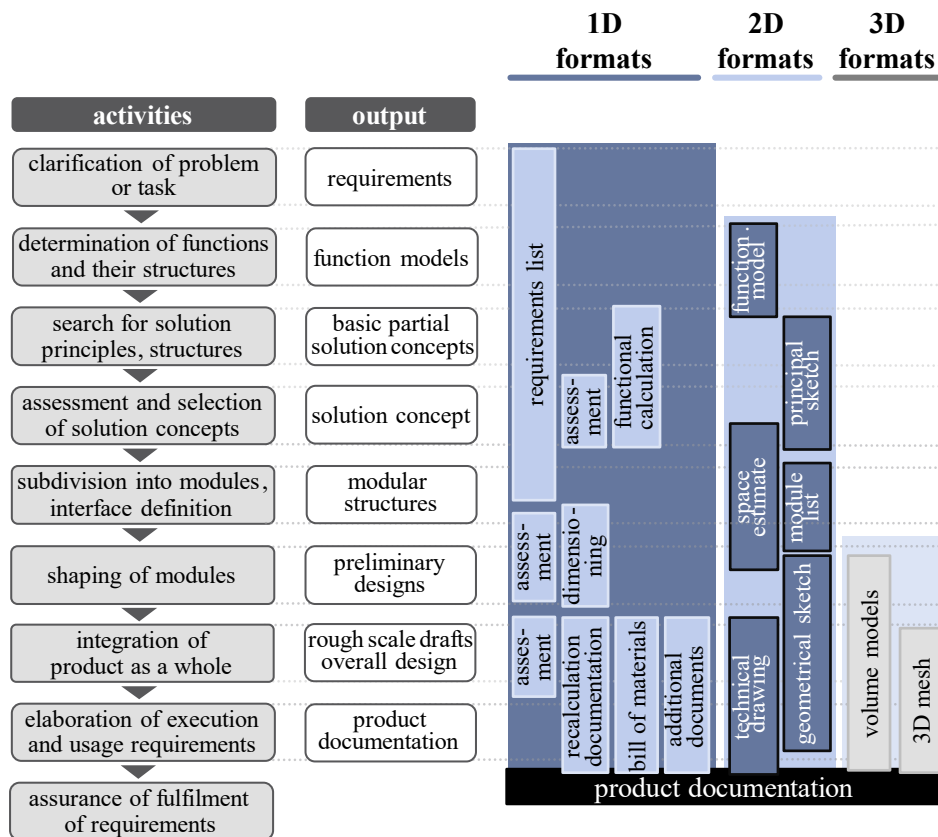 1D
formats
2D
formats
3D
formats
activities
output
clarification of problem
or task
requirements
determination of functions
and their structures
function models
search for solution
principles, structures
basic partial
solution concepts
assessment and selection
of solution concepts
solution concept
subdivision into modules,
interface definition
modular
structures
shaping of modules
preliminary
designs
integration of
product as a whole
rough scale drafts
overall design
elaboration of execution
and usage requirements
product
documentation
assurance of fulfilment
of requirements
requirements list
assess-
ment
functional
calculation
assess-
ment
dimensio-
ning
asses-
ment
recalculation
documentation
bill of materials
additional
documents
function.
model
principal
sketch
space
estimate
module
list
technical
drawing
geometrical sketch
volume models
3D mesh
product documentation